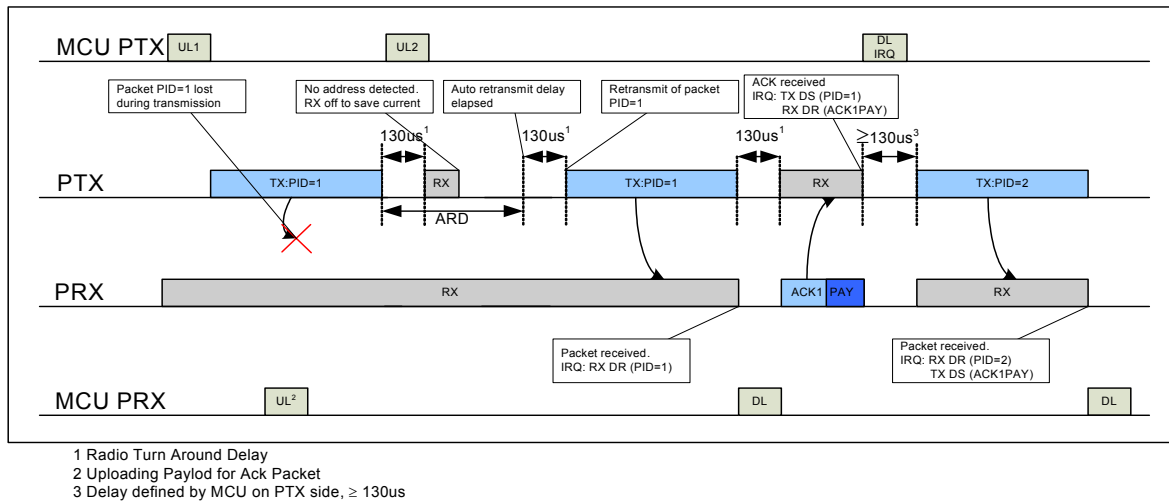 MCU PTX
UL1
UL2
DL
IRQ
Packet PID=1 lost
during transmission
No address detected.
RX off to save current
Auto retransmit delay
elapsed
Retransmit of packet
PID=1
ACK received
IRQ: TX DS (PID=1)
RX DR (ACK1PAY)
130us1
130us1
130us1
≥130us3
PTX
TX:PID=1
RX
TX:PID=1
RX
TX:PID=2
ARD
PRX
RX
ACK1
PAY
RX
Packet received.
IRQ: RX DR (PID=1)
Packet received.
IRQ: RX DR (PID=2)
TX DS (ACK1PAY)
MCU PRX
UL2
DL
DL
1 Radio Turn Around Delay
2 Uploading Paylod for Ack Packet
3 Delay defined by MCU on PTX side, ≥ 130us